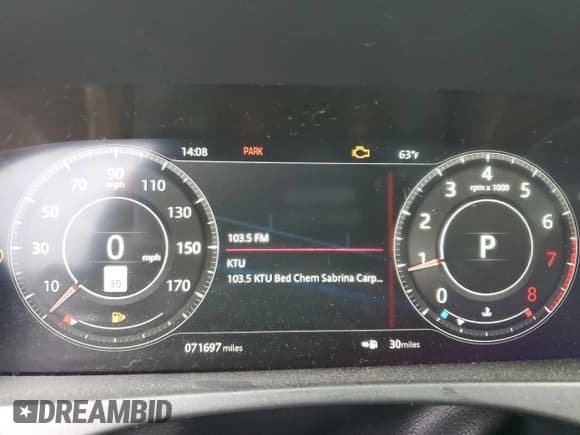 14:08 PARK 63°F
90
mph
70 110
50 130
30 150
10 170
0 mph
30
103.5 FM
KTU
103.5 KTU Bed Chem Sabrina Carp...
4
3 5
rpm x 1000
2 6
1 7
0 8
P
071697 miles
30 miles
DREAMBID